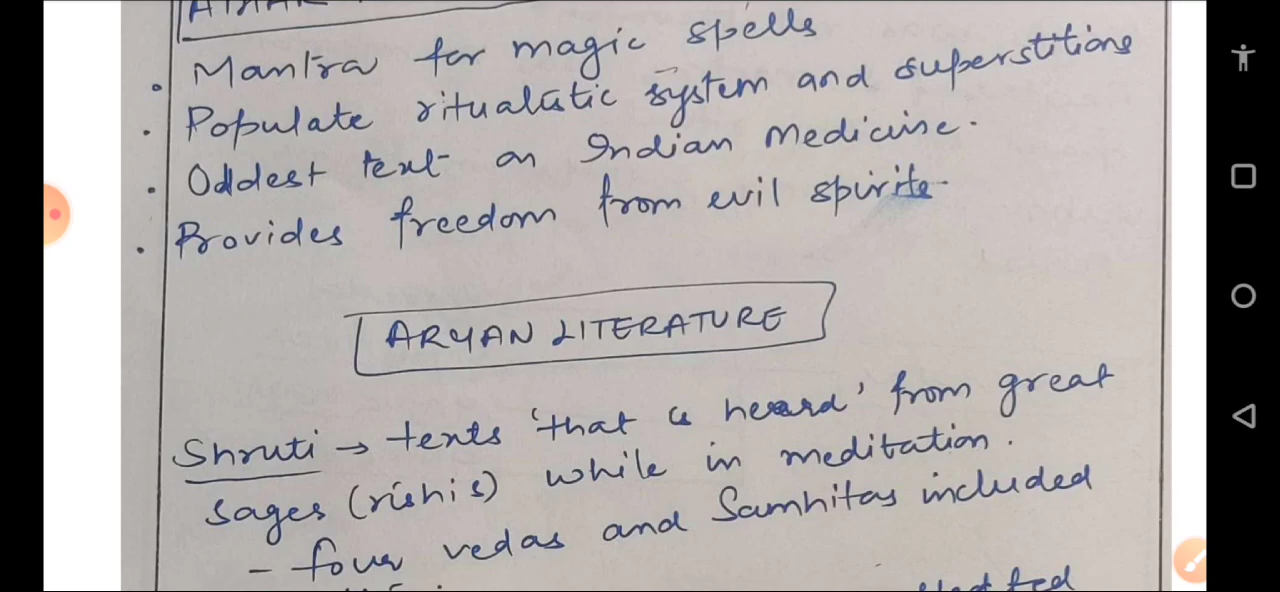 Mantra for magic spells
Populate ritualistic system and superstitions
Oddest text on Indian Medicine.
Provides freedom from evil spirits.
ARYAN LITERATURE
Shruti → texts 'that is heard' from great
sages (rishis) while in meditation.
- four vedas and Samhitas included